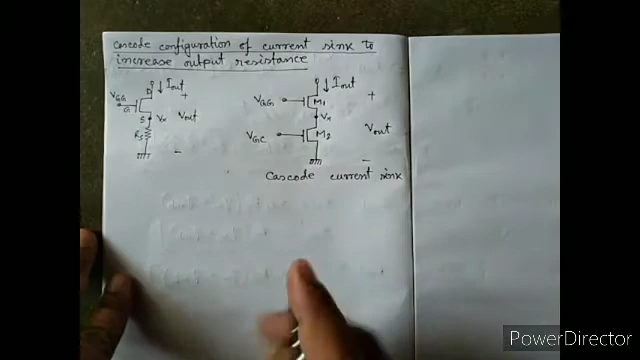 Cascode configuration of current sink to
increase output resistance
D Iout
VGG G +
S Vx Vout
RS
-
Iout
VGG M1 +
Vx
VGC M2 Vout
-
Cascode current sink
PowerDirector